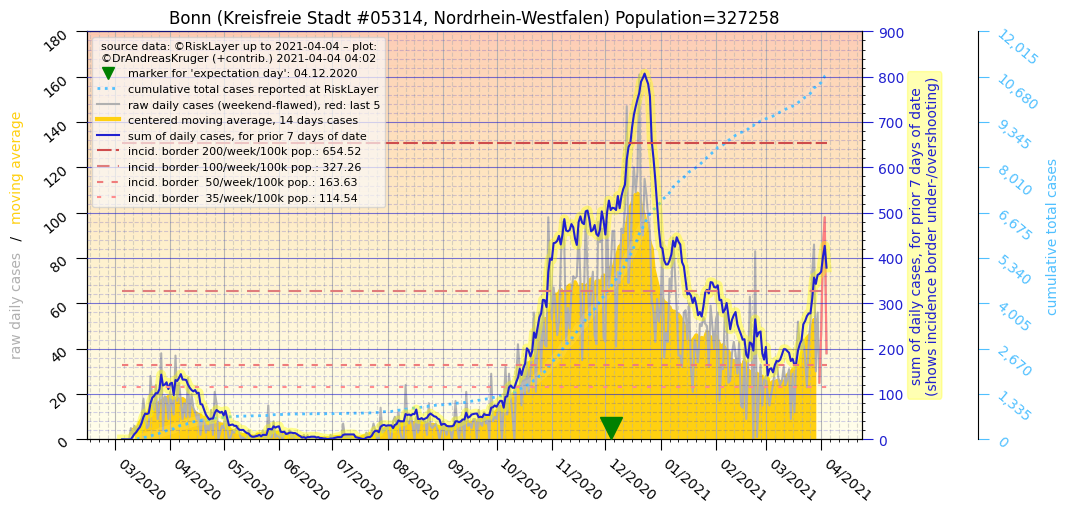 Bonn (Kreisfreie Stadt #05314, Nordrhein-Westfalen) Population=327258
source data: ©RiskLayer up to 2021-04-04 – plot:
©DrAndreasKruger (+contrib.) 2021-04-04 04:02
marker for 'expectation day': 04.12.2020
cumulative total cases reported at RiskLayer
raw daily cases (weekend-flawed), red: last 5
centered moving average, 14 days cases
sum of daily cases, for prior 7 days of date
incid. border 200/week/100k pop.: 654.52
incid. border 100/week/100k pop.: 327.26
incid. border  50/week/100k pop.: 163.63
incid. border  35/week/100k pop.: 114.54
raw daily cases / moving average
180
160
140
120
100
80
60
40
20
0
03/2020
04/2020
05/2020
06/2020
07/2020
08/2020
09/2020
10/2020
11/2020
12/2020
01/2021
02/2021
03/2021
04/2021
900
800
700
600
500
400
300
200
100
0
sum of daily cases, for prior 7 days of date
(shows incidence border under-/overshooting)
12,015
10,680
9,345
8,010
6,675
5,340
4,005
2,670
1,335
0
cumulative total cases